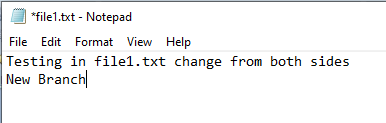 *file1.txt - Notepad
File Edit Format View Help
Testing in file1.txt change from both sides
New Branch